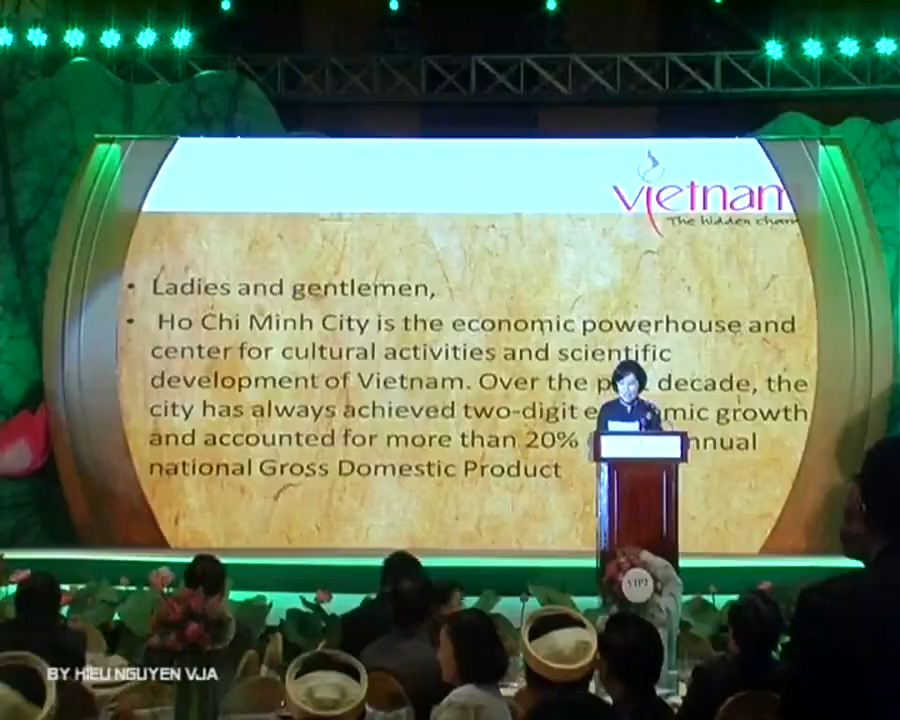 vietnam
The hidden charm
• Ladies and gentlemen,
• Ho Chi Minh City is the economic powerhouse and
center for cultural activities and scientific
development of Vietnam. Over the decade, the
city has always achieved two-digit growth
and accounted for more than 20%
national Gross Domestic Product
VIP2
BY HIEU NGUYEN VJA